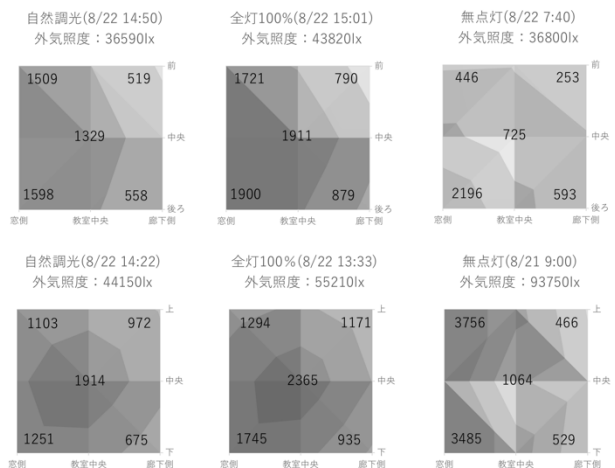 自然調光(8/22 14:50)
外気照度：36590lx
1509
519
前
1329
中央
1598
558
後ろ
窓側
教室中央
廊下側
全灯100%(8/22 15:01)
外気照度：43820lx
1721
790
前
1911
中央
1900
879
後ろ
窓側
教室中央
廊下側
無点灯(8/22 7:40)
外気照度：36800lx
446
253
前
725
中央
2196
593
後ろ
窓側
教室中央
廊下側
自然調光(8/22 14:22)
外気照度：44150lx
1103
972
上
1914
中央
1251
675
下
窓側
教室中央
廊下側
全灯100%(8/22 13:33)
外気照度：55210lx
1294
1171
上
2365
中央
1745
935
下
窓側
教室中央
廊下側
無点灯(8/21 9:00)
外気照度：93750lx
3756
466
上
1064
中央
3485
529
下
窓側
教室中央
廊下側